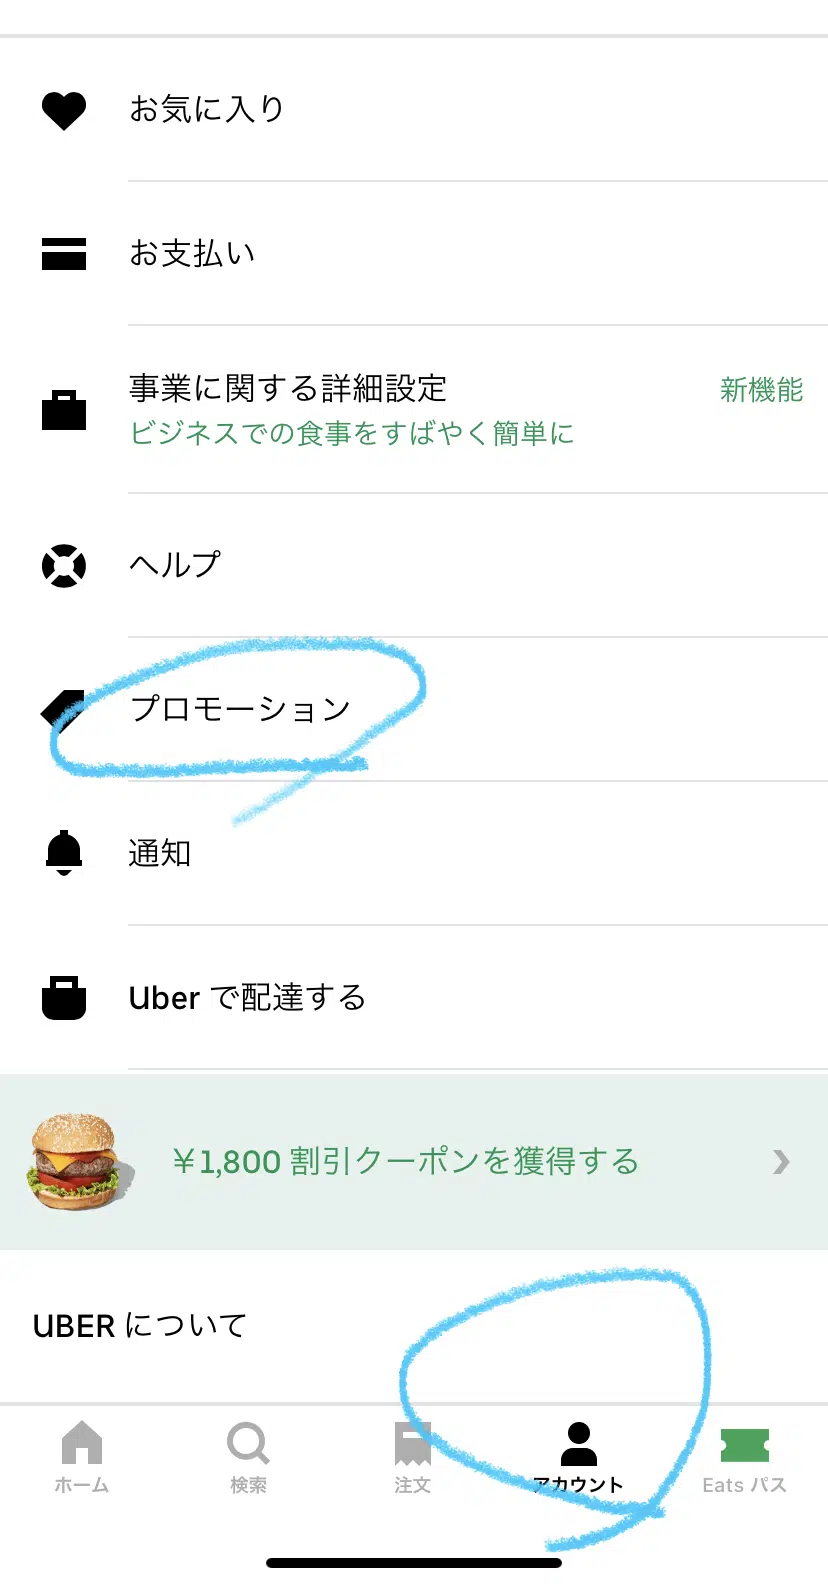 お気に入り
お支払い
事業に関する詳細設定
新機能
ビジネスでの食事をすばやく簡単に
ヘルプ
プロモーション
通知
Uber で配達する
￥1,800 割引クーポンを獲得する
UBER について
ホーム
検索
注文
アカウント
Eats パス